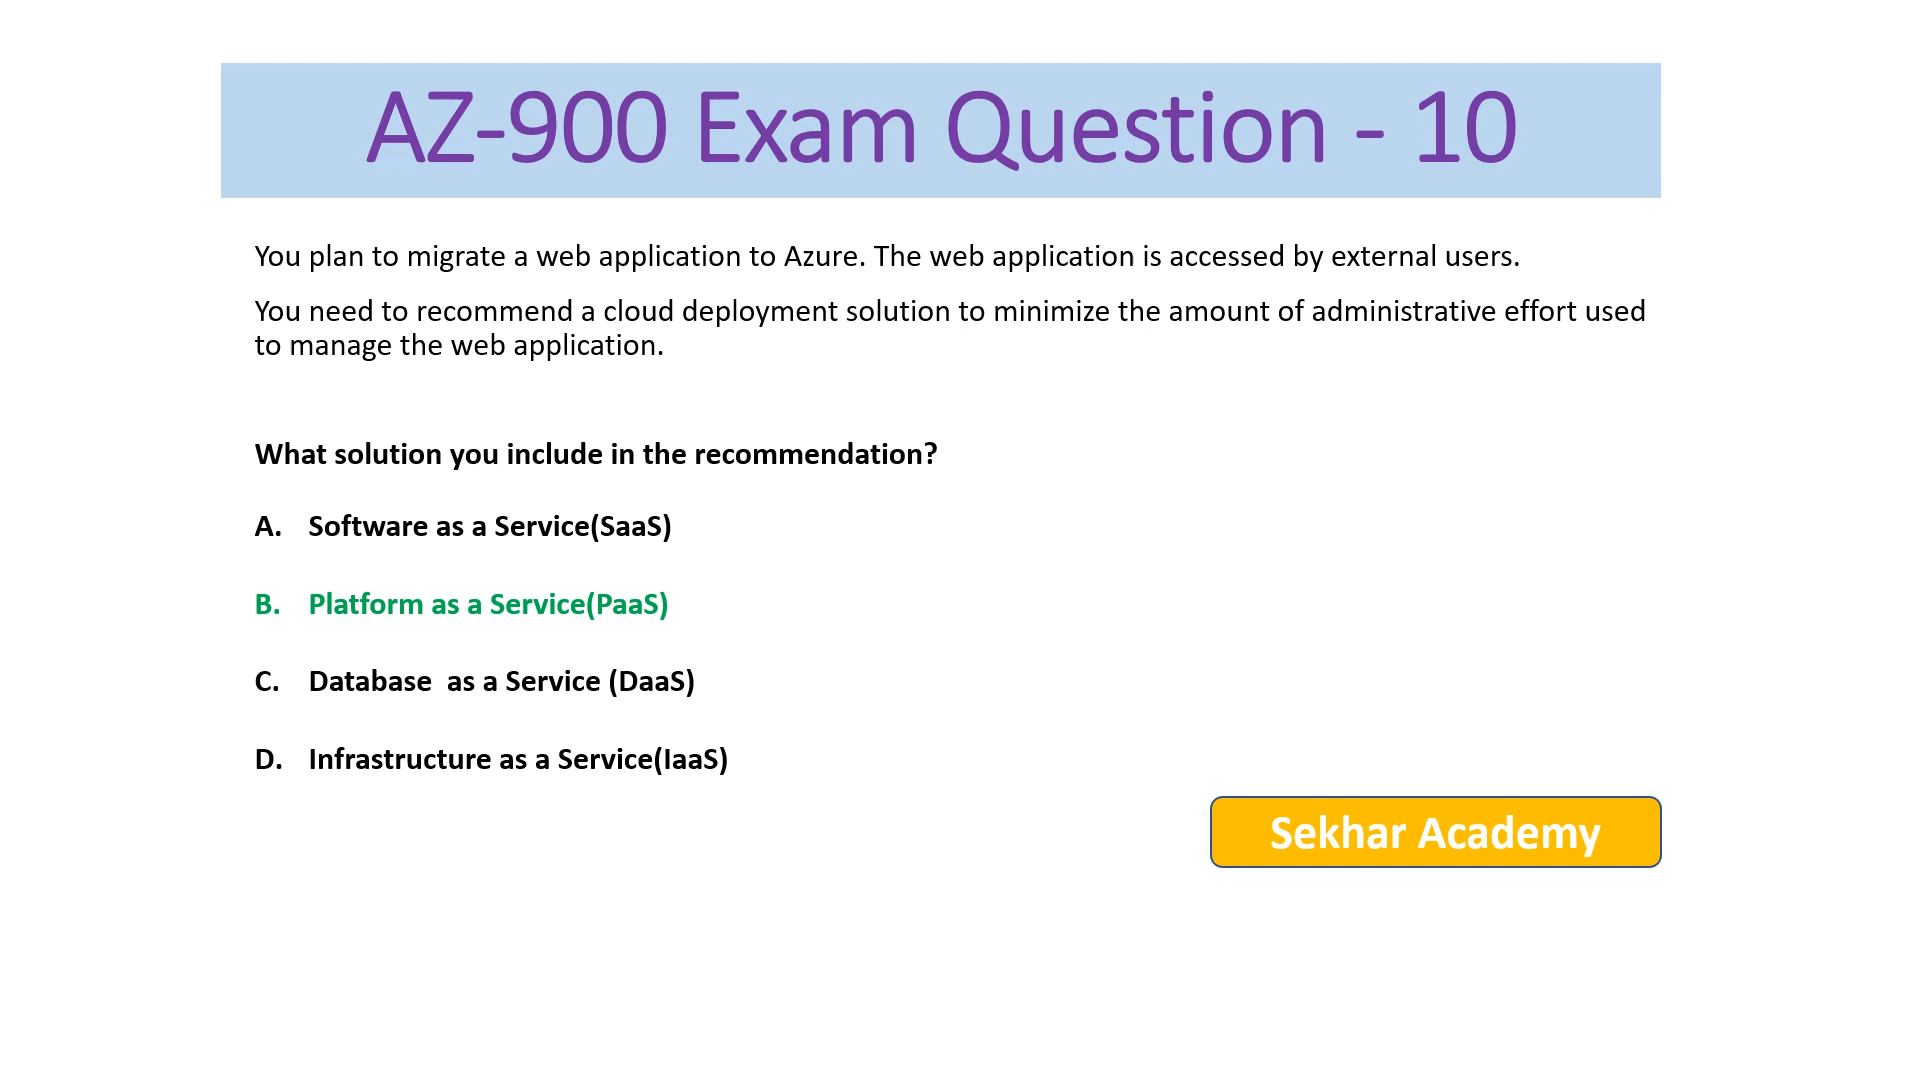 AZ-900 Exam Question - 10
You plan to migrate a web application to Azure. The web application is accessed by external users.
You need to recommend a cloud deployment solution to minimize the amount of administrative effort used
to manage the web application.
What solution you include in the recommendation?
A. Software as a Service(SaaS)
B. Platform as a Service(PaaS)
C. Database  as a Service (DaaS)
D. Infrastructure as a Service(IaaS)
Sekhar Academy